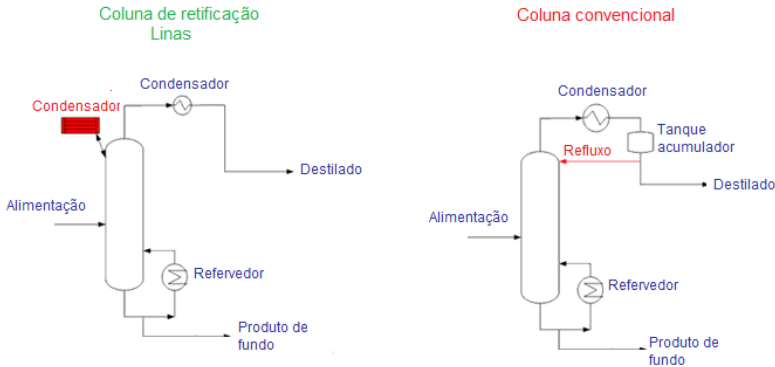 Coluna de retificação
Linas
Condensador
Condensador
Destilado
Alimentação
Refervedor
Produto de
fundo
Coluna convencional
Condensador
Tanque
acumulador
Refluxo
Destilado
Alimentação
Refervedor
Produto de
fundo